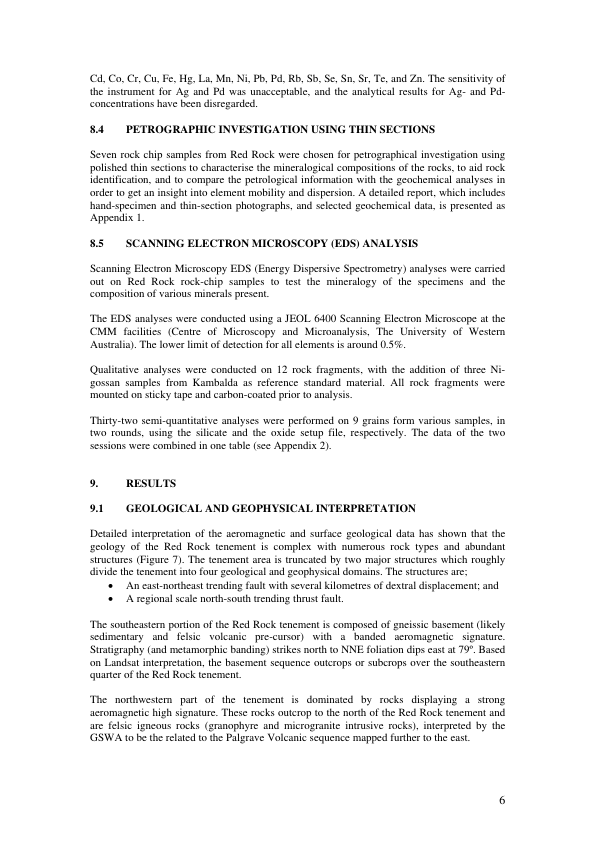 Cd, Co, Cr, Cu, Fe, Hg, La, Mn, Ni, Pb, Pd, Rb, Sb, Se, Sn, Sr, Te, and Zn. The sensitivity of
the instrument for Ag and Pd was unacceptable, and the analytical results for Ag- and Pd-
concentrations have been disregarded.
8.4 PETROGRAPHIC INVESTIGATION USING THIN SECTIONS
Seven rock chip samples from Red Rock were chosen for petrographical investigation using
polished thin sections to characterise the mineralogical compositions of the rocks, to aid rock
identification, and to compare the petrological information with the geochemical analyses in
order to get an insight into element mobility and dispersion. A detailed report, which includes
hand-specimen and thin-section photographs, and selected geochemical data, is presented as
Appendix 1.
8.5 SCANNING ELECTRON MICROSCOPY (EDS) ANALYSIS
Scanning Electron Microscopy EDS (Energy Dispersive Spectrometry) analyses were carried
out on Red Rock rock-chip samples to test the mineralogy of the specimens and the
composition of various minerals present.
The EDS analyses were conducted using a JEOL 6400 Scanning Electron Microscope at the
CMM facilities (Centre of Microscopy and Microanalysis, The University of Western
Australia). The lower limit of detection for all elements is around 0.5%.
Qualitative analyses were conducted on 12 rock fragments, with the addition of three Ni-
gossan samples from Kambalda as reference standard material. All rock fragments were
mounted on sticky tape and carbon-coated prior to analysis.
Thirty-two semi-quantitative analyses were performed on 9 grains form various samples, in
two rounds, using the silicate and the oxide setup file, respectively. The data of the two
sessions were combined in one table (see Appendix 2).
9. RESULTS
9.1 GEOLOGICAL AND GEOPHYSICAL INTERPRETATION
Detailed interpretation of the aeromagnetic and surface geological data has shown that the
geology of the Red Rock tenement is complex with numerous rock types and abundant
structures (Figure 7). The tenement area is truncated by two major structures which roughly
divide the tenement into four geological and geophysical domains. The structures are;
• An east-northeast trending fault with several kilometres of dextral displacement; and
• A regional scale north-south trending thrust fault.
The southeastern portion of the Red Rock tenement is composed of gneissic basement (likely
sedimentary and felsic volcanic pre-cursor) with a banded aeromagnetic signature.
Stratigraphy (and metamorphic banding) strikes north to NNE foliation dips east at 79º. Based
on Landsat interpretation, the basement sequence outcrops or subcrops over the southeastern
quarter of the Red Rock tenement.
The northwestern part of the tenement is dominated by rocks displaying a strong
aeromagnetic high signature. These rocks outcrop to the north of the Red Rock tenement and
are felsic igneous rocks (granophyre and microgranite intrusive rocks), interpreted by the
GSWA to be the related to the Palgrave Volcanic sequence mapped further to the east.
6